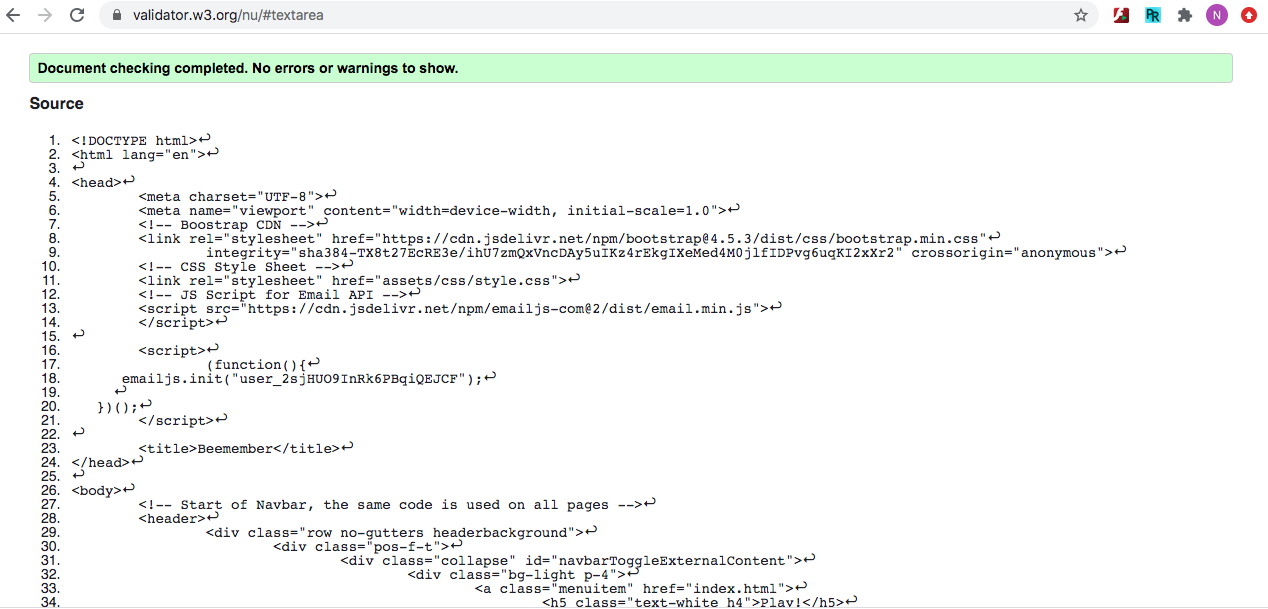 validator.w3.org/nu/#textarea
N
Document checking completed. No errors or warnings to show.
Source
1. <!DOCTYPE html>↩
2. <html lang="en">↩
3. ↩
4. <head>↩
5. <meta charset="UTF-8">↩
6. <meta name="viewport" content="width=device-width, initial-scale=1.0">↩
7. <!-- Boostrap CDN -->↩
8. <link rel="stylesheet" href="https://cdn.jsdelivr.net/npm/bootstrap@4.5.3/dist/css/bootstrap.min.css"↩
9. integrity="sha384-TX8t27EcRE3e/ihU7zmQxVncDAy5uIKz4rEkgIXeMed4M0jlfIDPvg6uqKI2xXr2" crossorigin="anonymous">↩
10. <!-- CSS Style Sheet -->↩
11. <link rel="stylesheet" href="assets/css/style.css">↩
12. <!-- JS Script for Email API -->↩
13. <script src="https://cdn.jsdelivr.net/npm/emailjs-com@2/dist/email.min.js">↩
14. </script>↩
15. ↩
16. <script>↩
17. (function(){↩
18. emailjs.init("user_2sjHUO9InRk6PBqiQEJCF");↩
19. ↩
20. })();↩
21. </script>↩
22. ↩
23. <title>Beemember</title>↩
24. </head>↩
25. ↩
26. <body>↩
27. <!-- Start of Navbar, the same code is used on all pages -->↩
28. <header>↩
29. <div class="row no-gutters headerbackground">↩
30. <div class="pos-f-t">↩
31. <div class="collapse" id="navbarToggleExternalContent">↩
32. <div class="bg-light p-4">↩
33. <a class="menuitem" href="index.html">↩
34. <h5 class="text-white h4">Play!</h5>↩